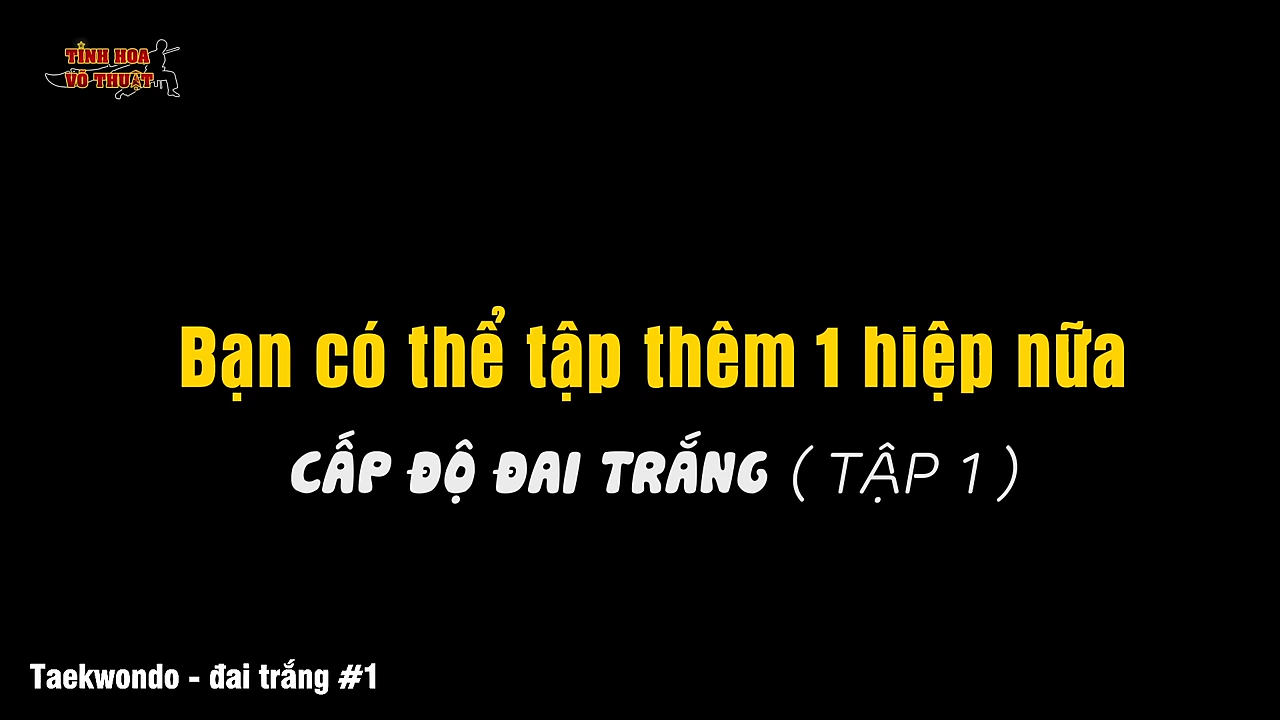 TINH HOA
VÕ THUẬT
Bạn có thể tập thêm 1 hiệp nữa
CẤP ĐỘ ĐAI TRẮNG ( TẬP 1 )
Taekwondo - đai trắng #1